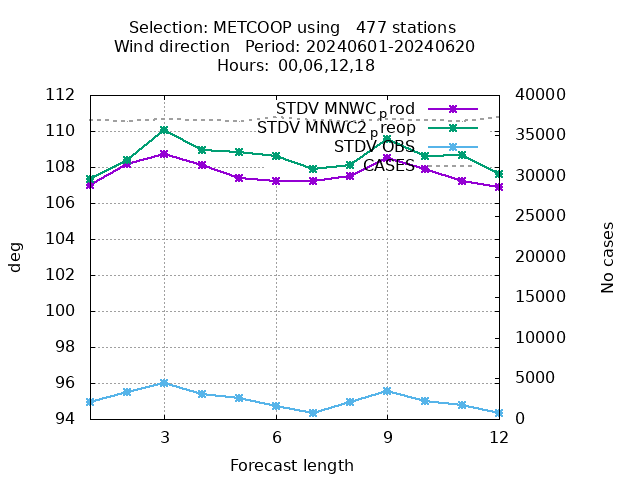 Selection: METCOOP using   477 stations
Wind direction   Period: 20240601-20240620
Hours:  00,06,12,18
112
110
108
106
104
102
100
98
96
94
deg
STDV MNWC_prod
STDV MNWC2_preop
STDV OBS
CASES
40000
35000
30000
25000
20000
15000
10000
5000
0
No cases
3
6
9
12
Forecast length